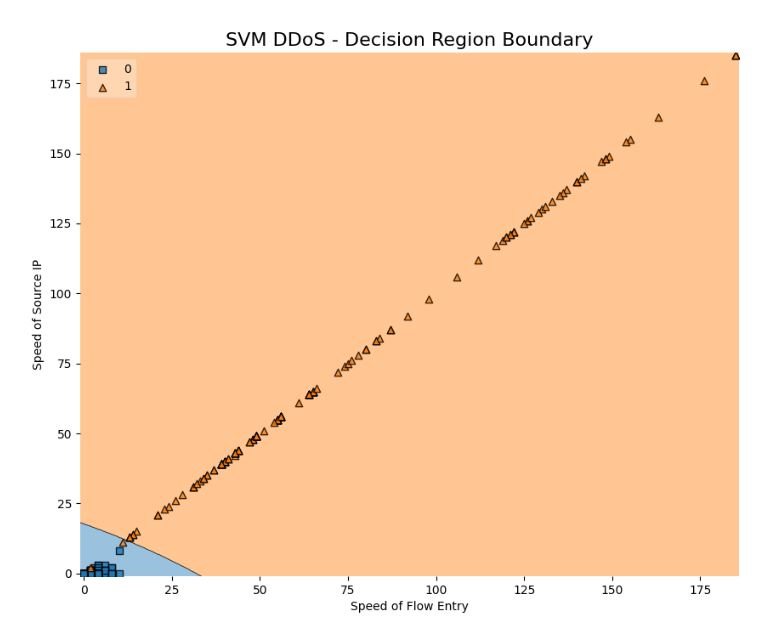 SVM DDoS - Decision Region Boundary
0
1
175
150
125
100
75
50
25
0
Speed of Source IP
0 25 50 75 100 125 150 175
Speed of Flow Entry